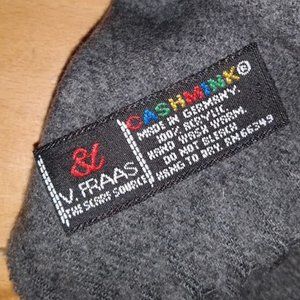 V. FRAAS
THE SCARF SOURCE
CASHMINK®
MADE IN GERMANY.
100% ACRYLIC
HAND WASH WARM.
DO NOT BLEACH
HANG TO DRY. RN 66349